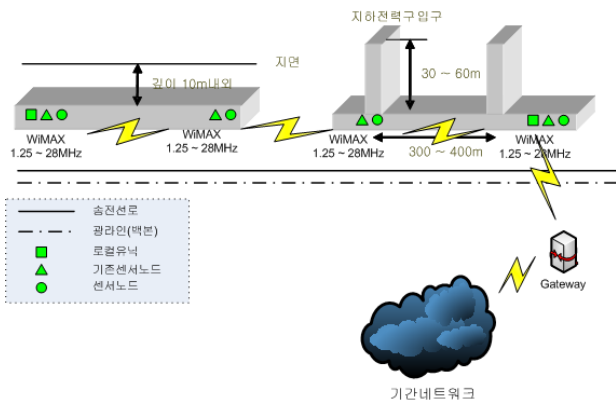 지하전력구입구
지면
깊이 10m내외
30 ~ 60m
WiMAX
1.25 ~ 28MHz
WiMAX
1.25 ~ 28MHz
WiMAX
1.25 ~ 28MHz
300 ~ 400m
WiMAX
1.25 ~ 28MHz
송전선로
광라인(백본)
로컬유닉
기존센서노드
센서노드
Gateway
기간네트워크